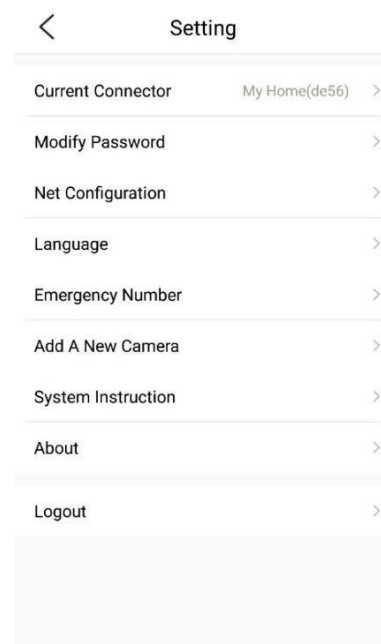 Setting
Current Connector My Home(de56)
Modify Password
Net Configuration
Language
Emergency Number
Add A New Camera
System Instruction
About
Logout